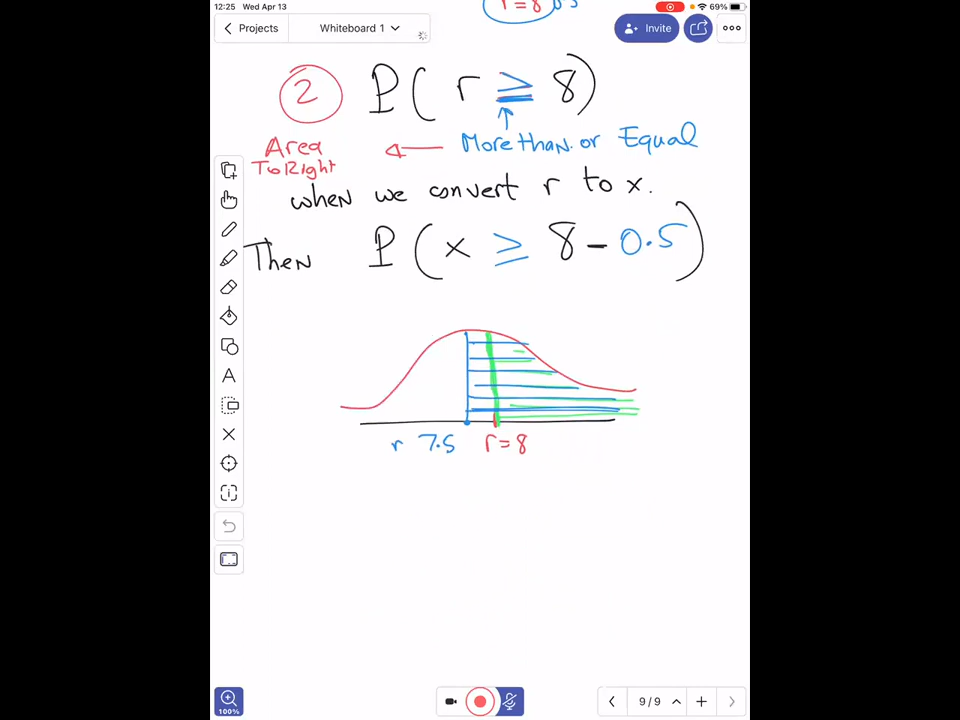 12:25 Wed Apr 13
69%
Projects
Whiteboard 1
Invite
r = 8
2 P( r ≥ 8)
Area ← More than or Equal
To Right
when we convert r to x.
Then P( x ≥ 8 - 0.5)
r 7.5 r = 8
A
100%
9/9